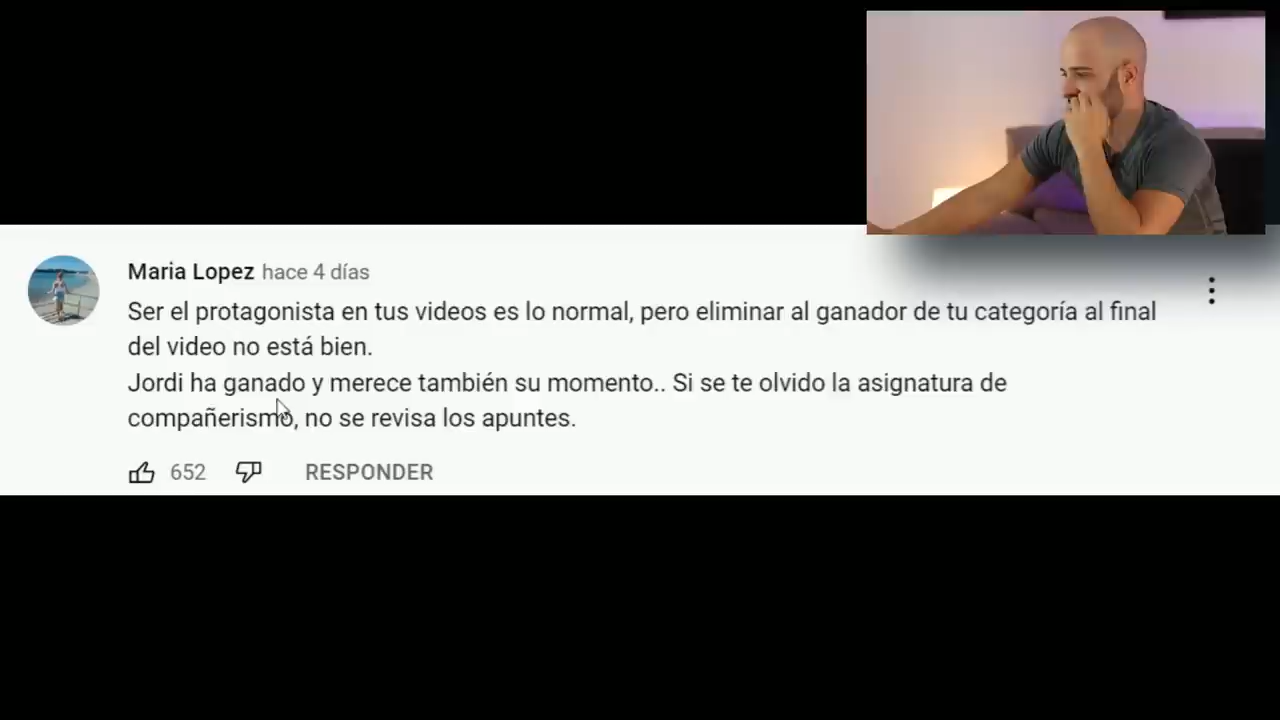 Maria Lopez hace 4 días
Ser el protagonista en tus videos es lo normal, pero eliminar al ganador de tu categoría al final
del video no está bien.
Jordi ha ganado y merece también su momento.. Si se te olvido la asignatura de
compañerismo, no se revisa los apuntes.
652 RESPONDER